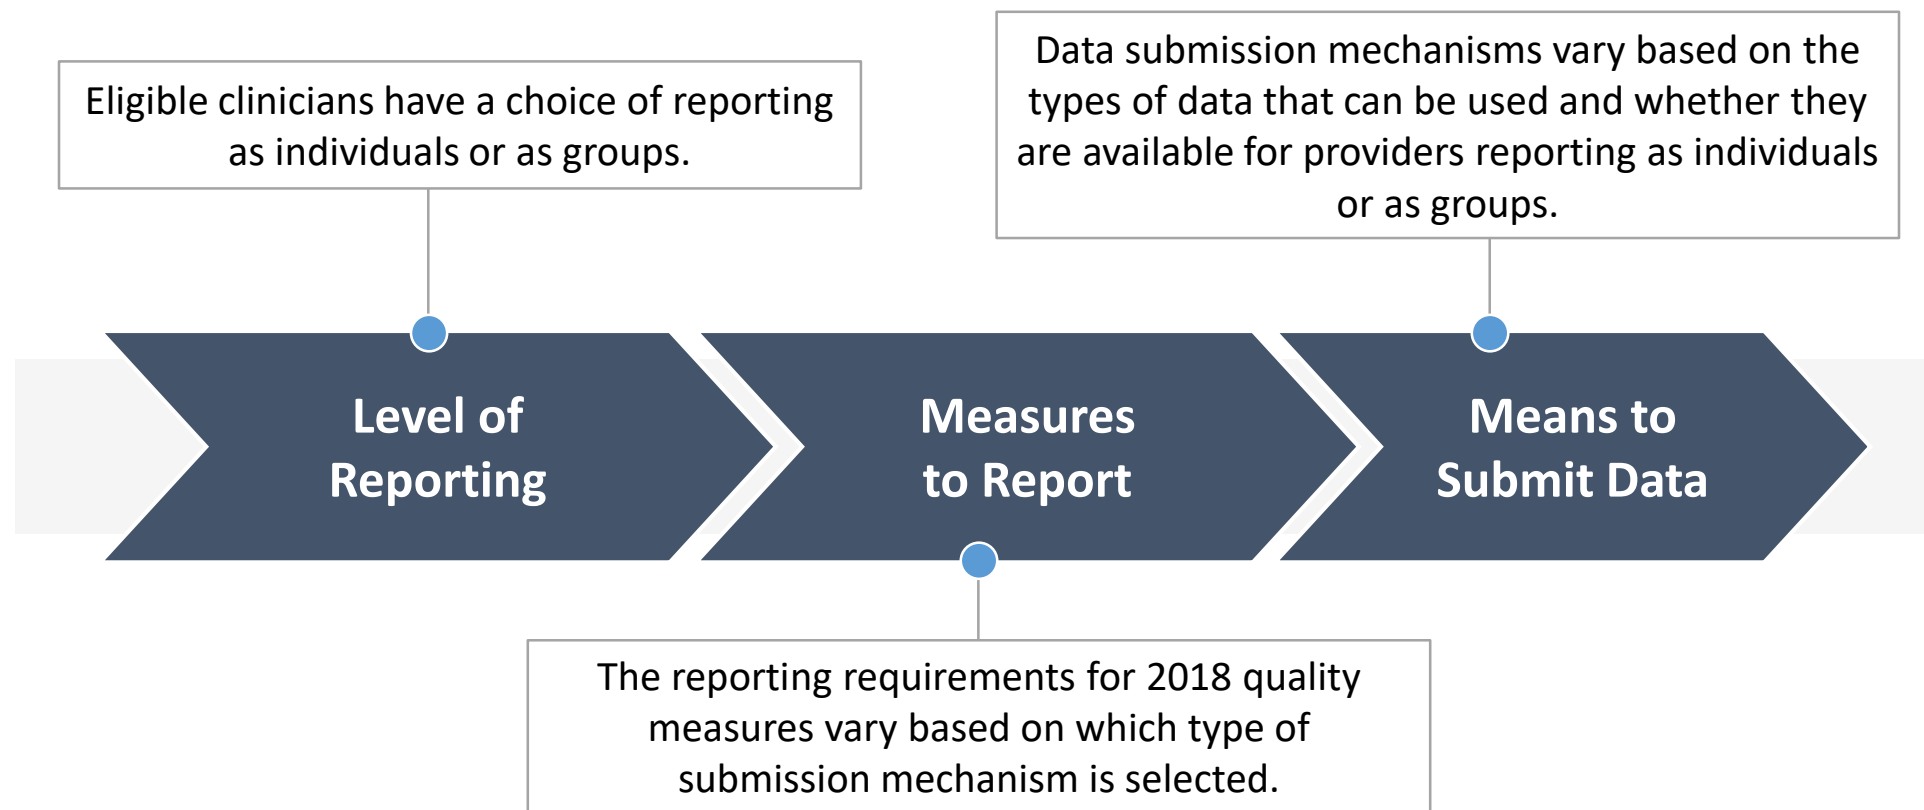 Eligible clinicians have a choice of reporting
as individuals or as groups.
Data submission mechanisms vary based on the
types of data that can be used and whether they
are available for providers reporting as individuals
or as groups.
Level of
Reporting
Measures
to Report
Means to
Submit Data
The reporting requirements for 2018 quality
measures vary based on which type of
submission mechanism is selected.